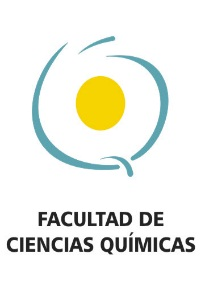 FACULTAD DE
CIENCIAS QUÍMICAS